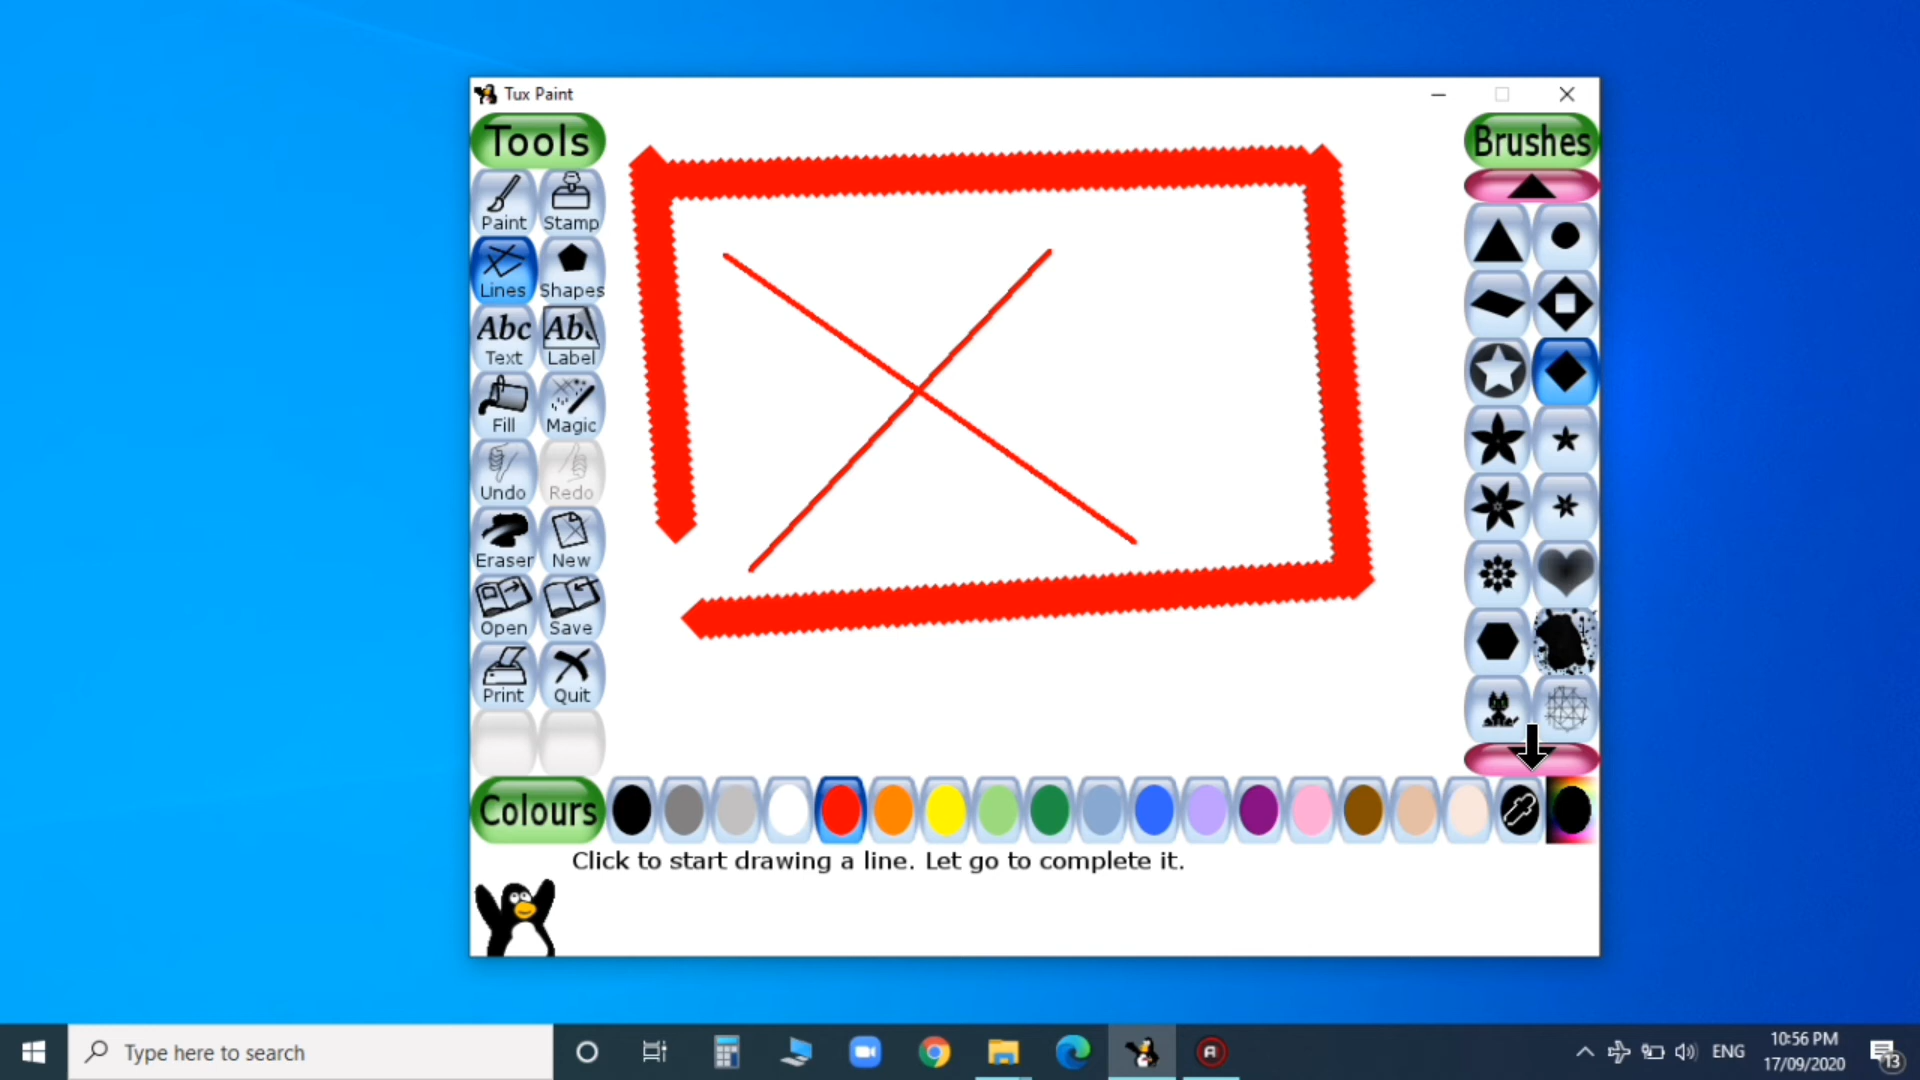 Tux Paint
Tools
Brushes
Paint Stamp
Lines Shapes
Abc Abc
Text Label
Fill Magic
Undo Redo
Eraser New
Open Save
Print Quit
Colours
Click to start drawing a line. Let go to complete it.
Type here to search
ENG
10:56 PM
17/09/2020
13